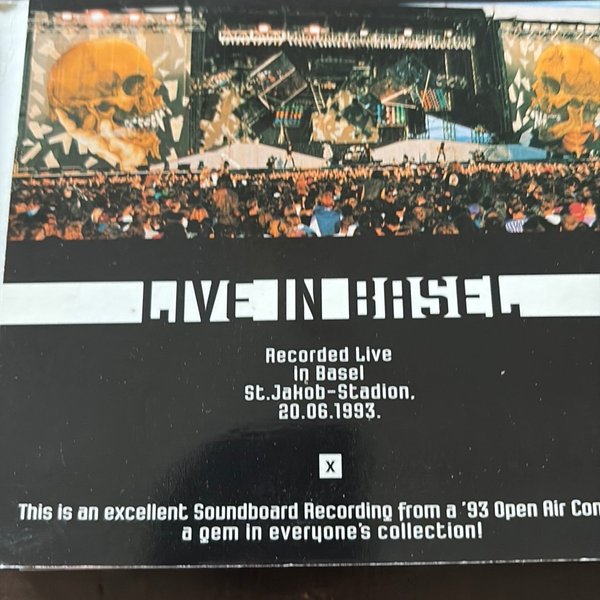 LIVE IN BASEL
Recorded Live
in Basel
St.Jakob-Stadion,
20.06.1993.
X
This is an excellent Soundboard Recording from a '93 Open Air Con
a gem in everyone's collection!